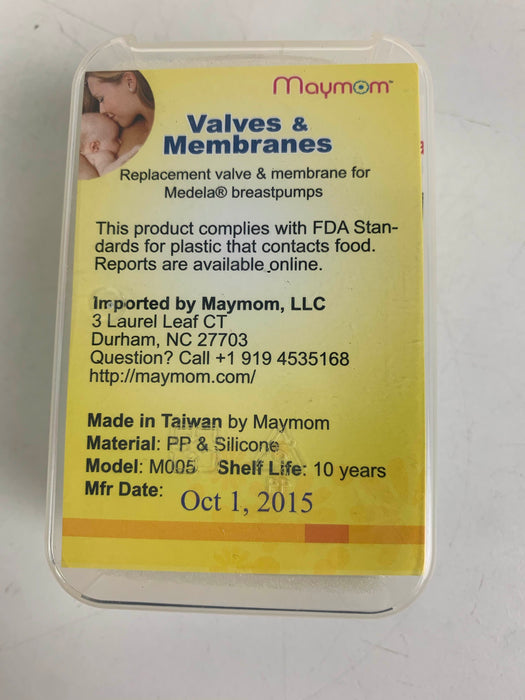 Maymom™
Valves &
Membranes
Replacement valve & membrane for
Medela® breastpumps
This product complies with FDA Stan-
dards for plastic that contacts food.
Reports are available online.
Imported by Maymom, LLC
3 Laurel Leaf CT
Durham, NC 27703
Question? Call +1 919 4535168
http://maymom.com/
Made in Taiwan by Maymom
Material: PP & Silicone
Model: M005 Shelf Life: 10 years
Mfr Date: Oct 1, 2015
PP